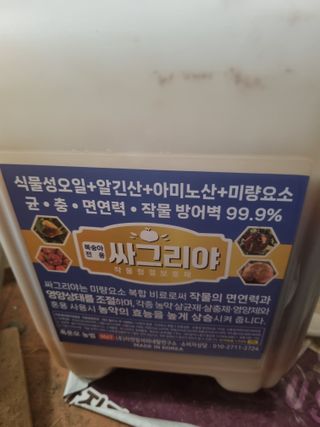 식물성오일+알긴산+아미노산+미량요소
균•충•면연력•작물 방어벽 99.9%
복숭아
전용
싸그리야
싸그리야는 미량요소 복합 비료로써 작물의 면연력과
영양상태를 조절하며, 각종 농약 살균제·살충제·영양제와
혼용 사용시 농약의 효능을 높게 상승시켜 줍니다.
MADE IN KOREA